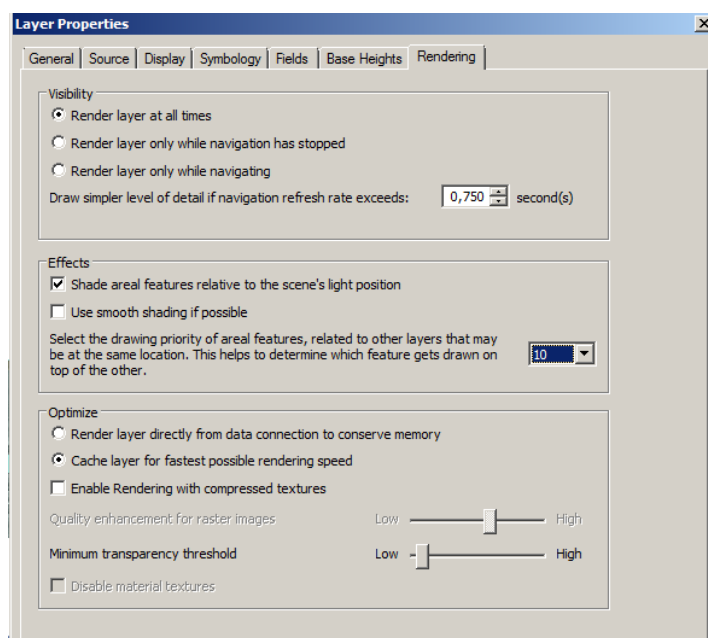 Layer Properties
General Source Display Symbology Fields Base Heights Rendering
Visibility
Render layer at all times
Render layer only while navigation has stopped
Render layer only while navigating
Draw simpler level of detail if navigation refresh rate exceeds: 0,750 second(s)
Effects
Shade areal features relative to the scene's light position
Use smooth shading if possible
Select the drawing priority of areal features, related to other layers that may
be at the same location. This helps to determine which feature gets drawn on
top of the other.
10
Optimize
Render layer directly from data connection to conserve memory
Cache layer for fastest possible rendering speed
Enable Rendering with compressed textures
Quality enhancement for raster images Low High
Minimum transparency threshold Low High
Disable material textures